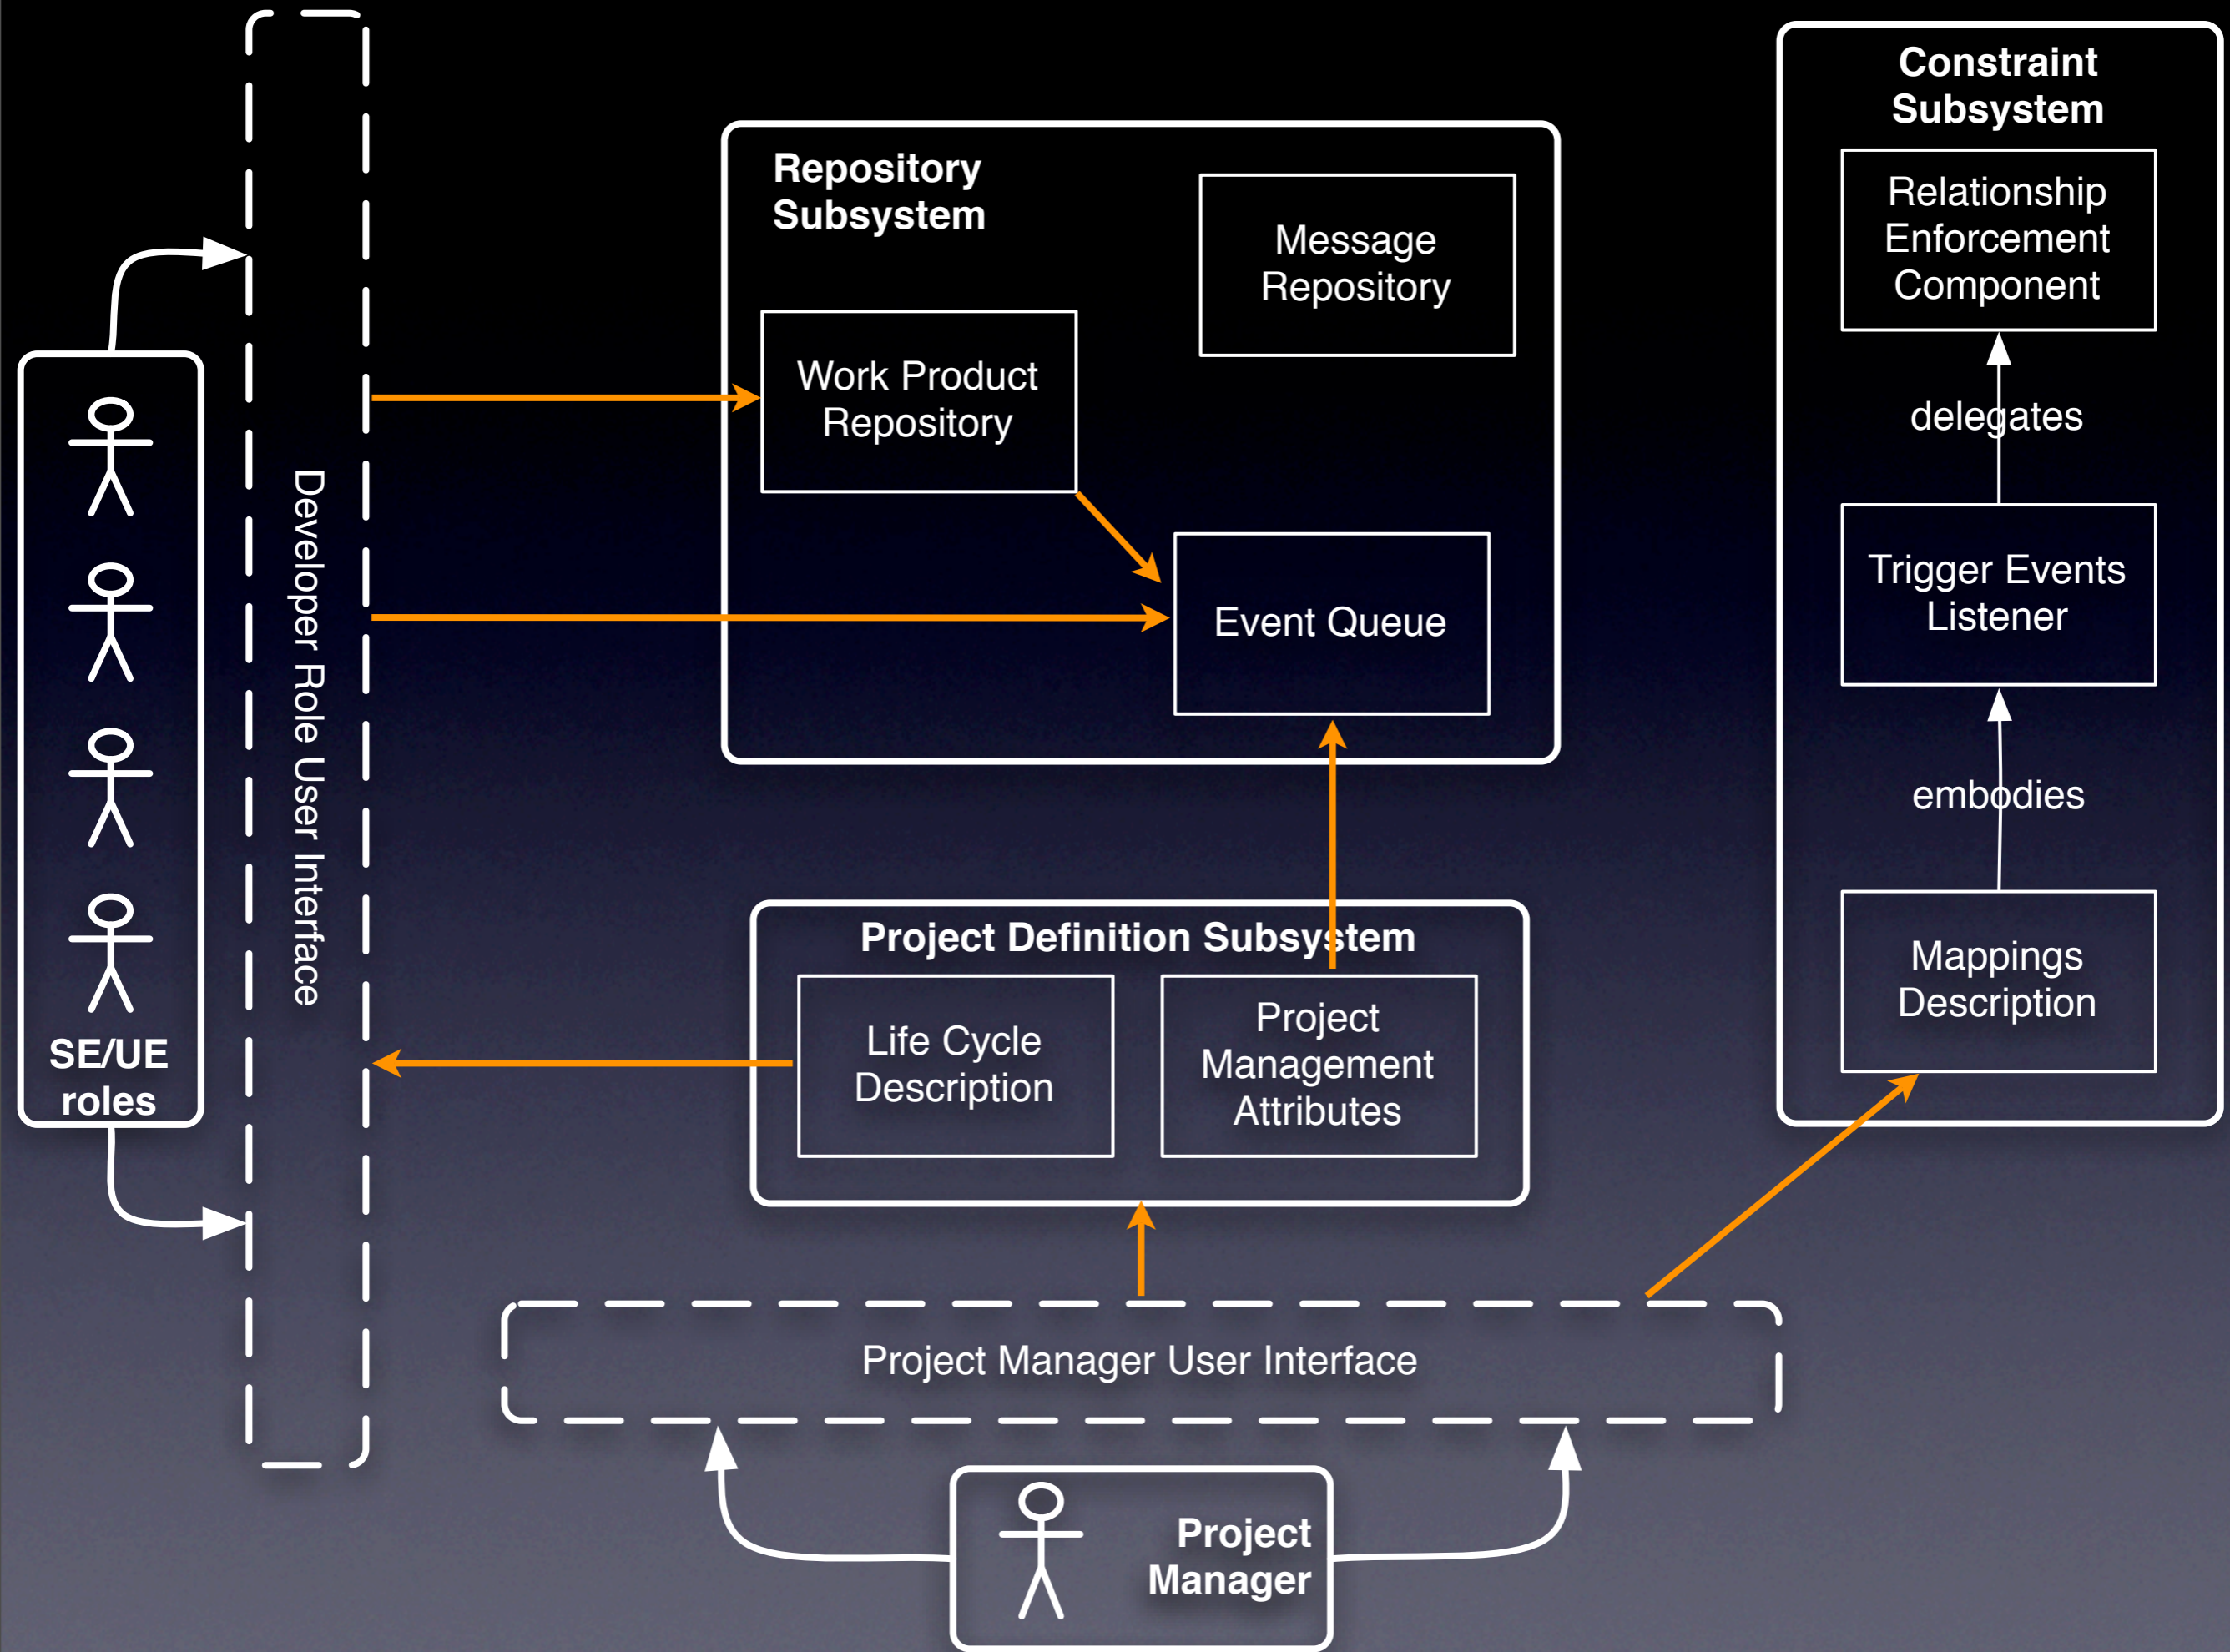 Constraint
Subsystem
Relationship
Enforcement
Component
delegates
Trigger Events
Listener
embodies
Mappings
Description
Repository
Subsystem
Message
Repository
Work Product
Repository
Event Queue
Developer Role User Interface
SE/UE
roles
Project Definition Subsystem
Life Cycle
Description
Project
Management
Attributes
Project Manager User Interface
Project
Manager